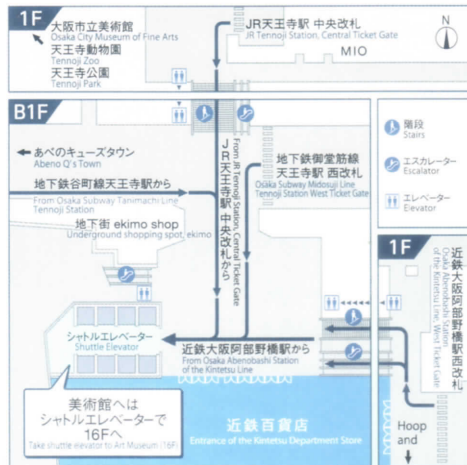 1F
大阪市立美術館
Osaka City Museum of Fine Arts
天王寺動物園
Tennoji Zoo
天王寺公園
Tennoji Park
JR天王寺駅 中央改札
JR Tennoji Station, Central Ticket Gate
MIO
N
B1F
あべのキューズタウン
Abeno Q's Town
地下鉄谷町線天王寺駅から
From Osaka Subway Tanimachi Line
Tennoji Station
地下街 ekimo shop
Underground shopping spot, ekimo
JR天王寺駅 中央改札から
From JR Tennoji Station, Central Ticket Gate
地下鉄御堂筋線
天王寺駅 西改札
Osaka Subway Midosuji Line
Tennoji Station West Ticket Gate
階段
Stairs
エスカレーター
Escalator
エレベーター
Elevator
1F
近鉄大阪阿部野橋駅西改札
Osaka Abenobashi Station
of the Kintetsu Line West Ticket Gate
シャトルエレベーター
Shuttle Elevator
近鉄大阪阿部野橋駅から
From Osaka Abenobashi Station
of the Kintetsu Line
美術館へは
シャトルエレベーターで
16Fへ
Take shuttle elevator to Art Museum (16F)
近鉄百貨店
Entrance of the Kintetsu Department Store
Hoop
and